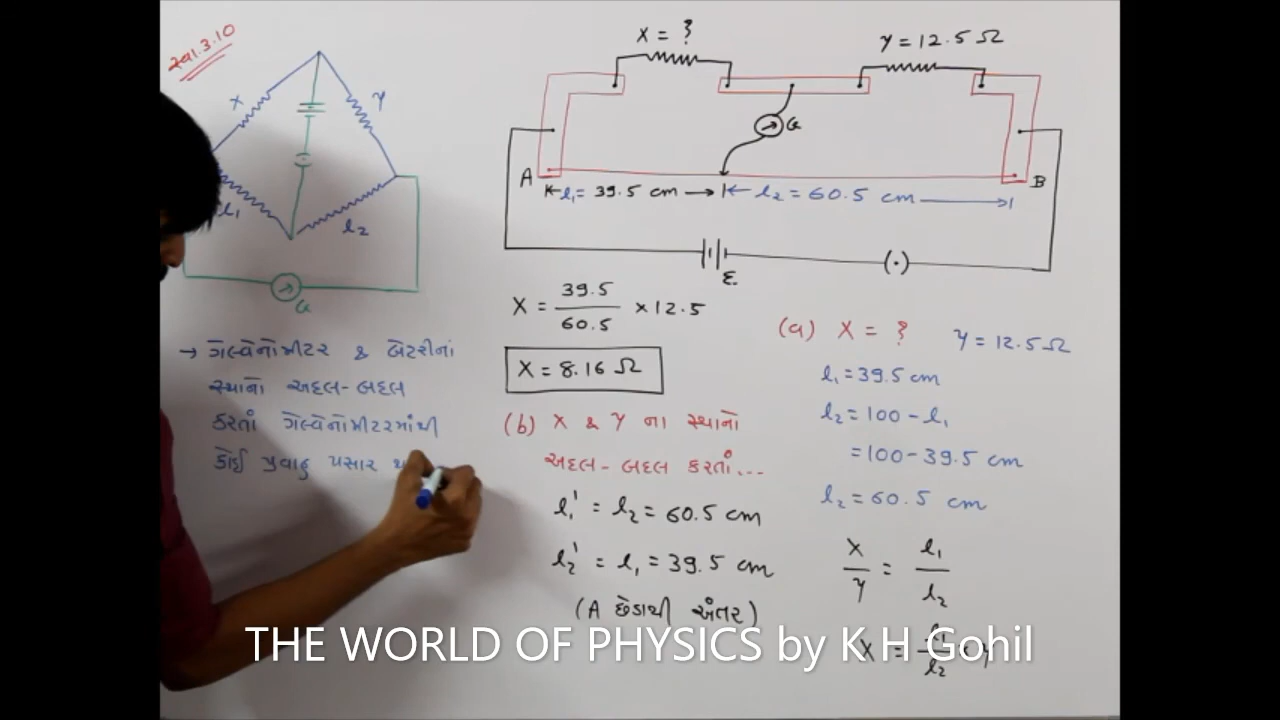 સ્વા.3.10
X
Y
l₁
l₂
G
→ ગેલ્વેનોમીટર & બેટરીનાં
સ્થાનો અદલ-બદલ
કરતાં ગેલ્વેનોમીટરમાંથી
કોઈ પ્રવાહ પસાર
X = ?
Y = 12.5 Ω
G
A
B
l₁ = 39.5 cm
l₂ = 60.5 cm
(·)
ε.
X = 39.5 / 60.5 × 12.5
X = 8.16 Ω
(b) X & Y ના સ્થાનો
અદલ-બદલ કરતાં...
l₁' = l₂ = 60.5 cm
l₂' = l₁ = 39.5 cm
(A છેડાથી અંતર)
(a) X = ? Y = 12.5 Ω
l₁ = 39.5 cm
l₂ = 100 - l₁
= 100 - 39.5 cm
l₂ = 60.5 cm
X / Y = l₁ / l₂
X = l₁ / l₂ × Y
THE WORLD OF PHYSICS by K H Gohil